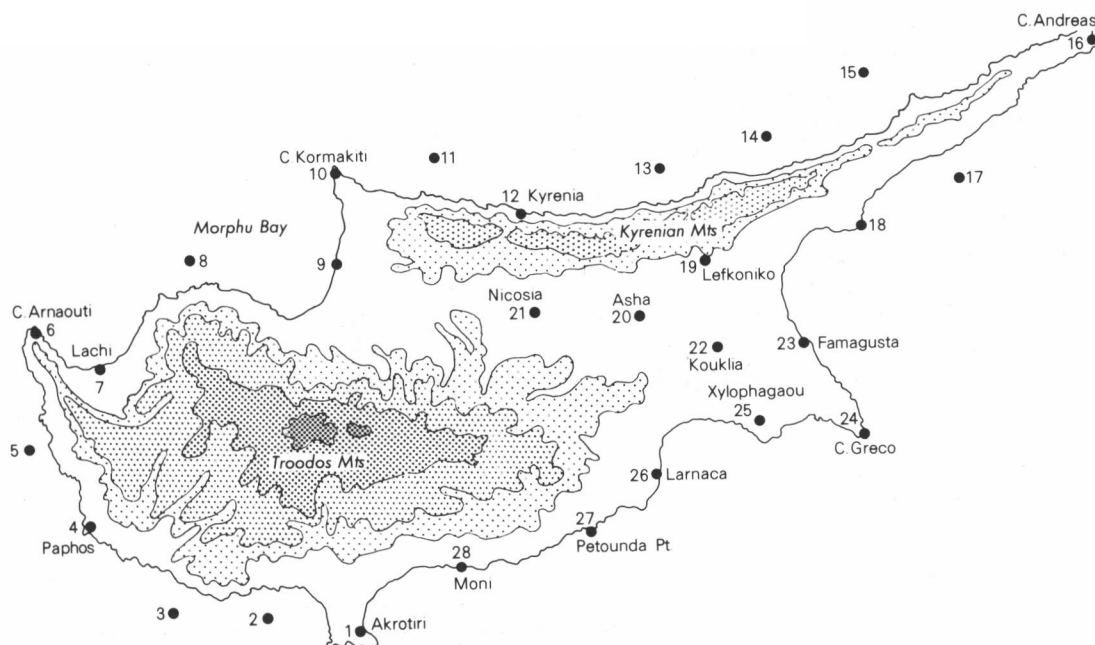 C. Andreas
16
15
14
C Kormakiti
10
11
13
12 Kyrenia
17
Morphu Bay
Kyrenian Mts
18
8
9
19
Lefkoniko
Nicosia
21
Asha
20
C. Arnaouti
6
Lachi
7
22
Kouklia
23 Famagusta
Xylophagaou
25
24
C. Greco
5
Troodos Mts
26 Larnaca
4
Paphos
27
Petounda Pt.
28
Moni
3
2
1 Akrotiri